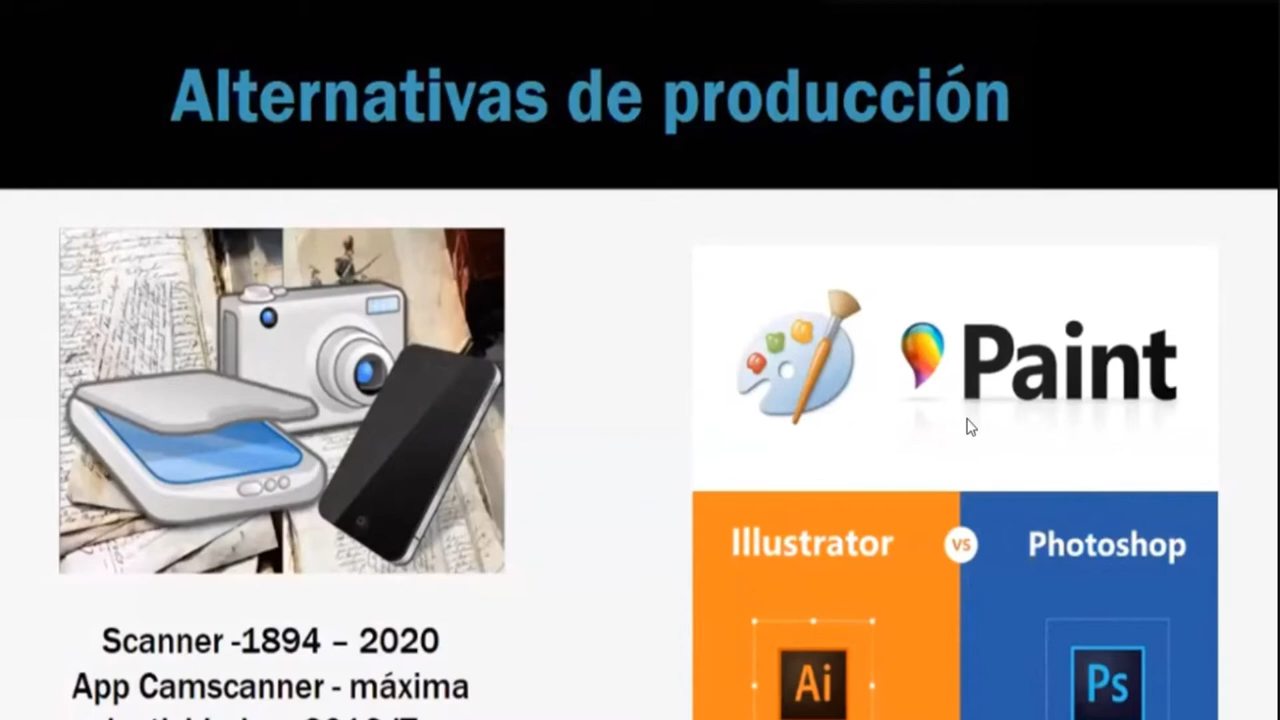 Alternativas de producción
Paint
Illustrator vs Photoshop
Ai Ps
Scanner -1894 – 2020
App Camscanner - máxima